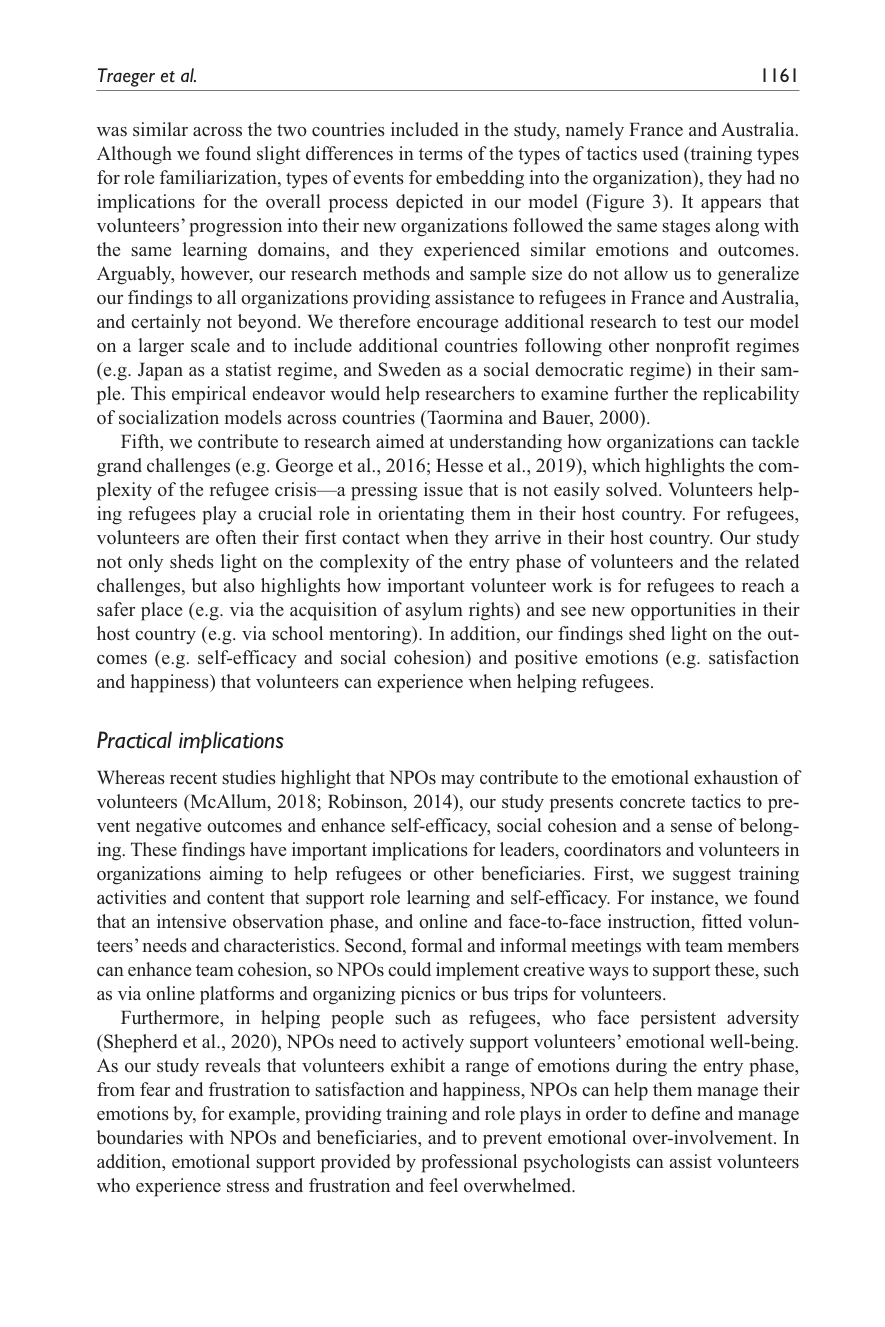 Traeger et al. 1161
was similar across the two countries included in the study, namely France and Australia.
Although we found slight differences in terms of the types of tactics used (training types
for role familiarization, types of events for embedding into the organization), they had no
implications for the overall process depicted in our model (Figure 3). It appears that
volunteers’ progression into their new organizations followed the same stages along with
the same learning domains, and they experienced similar emotions and outcomes.
Arguably, however, our research methods and sample size do not allow us to generalize
our findings to all organizations providing assistance to refugees in France and Australia,
and certainly not beyond. We therefore encourage additional research to test our model
on a larger scale and to include additional countries following other nonprofit regimes
(e.g. Japan as a statist regime, and Sweden as a social democratic regime) in their sam-
ple. This empirical endeavor would help researchers to examine further the replicability
of socialization models across countries (Taormina and Bauer, 2000).
Fifth, we contribute to research aimed at understanding how organizations can tackle
grand challenges (e.g. George et al., 2016; Hesse et al., 2019), which highlights the com-
plexity of the refugee crisis—a pressing issue that is not easily solved. Volunteers help-
ing refugees play a crucial role in orientating them in their host country. For refugees,
volunteers are often their first contact when they arrive in their host country. Our study
not only sheds light on the complexity of the entry phase of volunteers and the related
challenges, but also highlights how important volunteer work is for refugees to reach a
safer place (e.g. via the acquisition of asylum rights) and see new opportunities in their
host country (e.g. via school mentoring). In addition, our findings shed light on the out-
comes (e.g. self-efficacy and social cohesion) and positive emotions (e.g. satisfaction
and happiness) that volunteers can experience when helping refugees.
Practical implications
Whereas recent studies highlight that NPOs may contribute to the emotional exhaustion of
volunteers (McAllum, 2018; Robinson, 2014), our study presents concrete tactics to pre-
vent negative outcomes and enhance self-efficacy, social cohesion and a sense of belong-
ing. These findings have important implications for leaders, coordinators and volunteers in
organizations aiming to help refugees or other beneficiaries. First, we suggest training
activities and content that support role learning and self-efficacy. For instance, we found
that an intensive observation phase, and online and face-to-face instruction, fitted volun-
teers’ needs and characteristics. Second, formal and informal meetings with team members
can enhance team cohesion, so NPOs could implement creative ways to support these, such
as via online platforms and organizing picnics or bus trips for volunteers.
Furthermore, in helping people such as refugees, who face persistent adversity
(Shepherd et al., 2020), NPOs need to actively support volunteers’ emotional well-being.
As our study reveals that volunteers exhibit a range of emotions during the entry phase,
from fear and frustration to satisfaction and happiness, NPOs can help them manage their
emotions by, for example, providing training and role plays in order to define and manage
boundaries with NPOs and beneficiaries, and to prevent emotional over-involvement. In
addition, emotional support provided by professional psychologists can assist volunteers
who experience stress and frustration and feel overwhelmed.